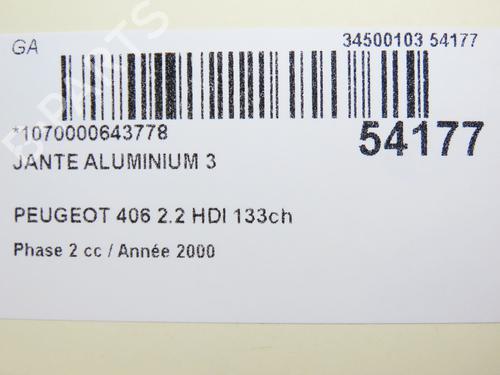 GA
34500103 54177
*1070000643778
54177
JANTE ALUMINIUM 3
PEUGEOT 406 2.2 HDI 133ch
Phase 2 cc / Année 2000
B-PARTS